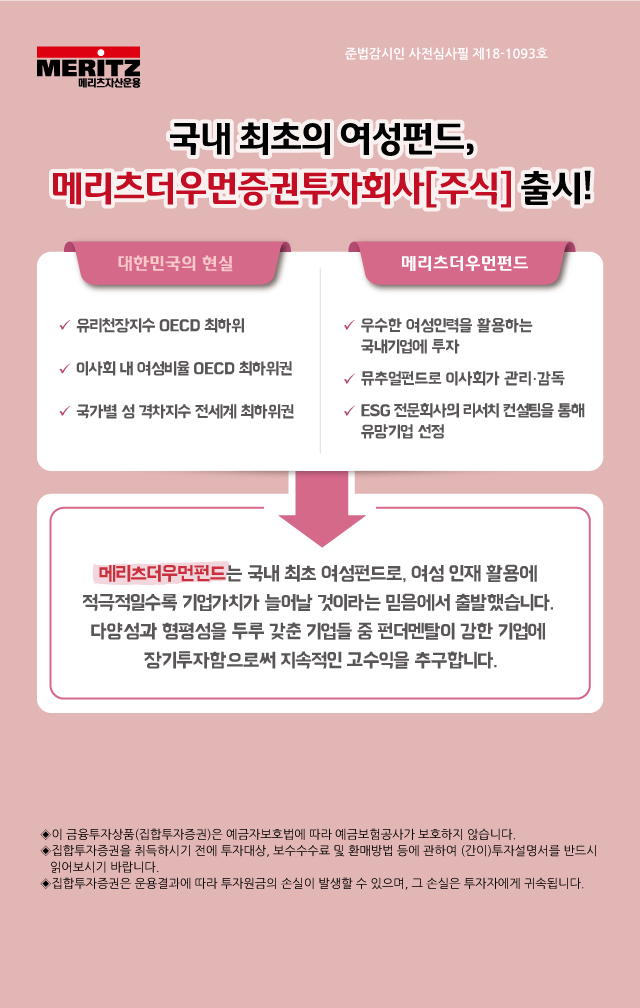 MERITZ
메리츠자산운용
준법감시인 사전심사필 제18-1093호
국내 최초의 여성펀드,
메리츠더우먼증권투자회사[주식] 출시!
대한민국의 현실
✓ 유리천장지수 OECD 최하위
✓ 이사회 내 여성비율 OECD 최하위권
✓ 국가별 성 격차지수 전세계 최하위권
메리츠더우먼펀드
✓ 우수한 여성인력을 활용하는
국내기업에 투자
✓ 뮤추얼펀드로 이사회가 관리·감독
✓ ESG 전문회사의 리서치 컨설팅을 통해
유망기업 선정
메리츠더우먼펀드는 국내 최초 여성펀드로, 여성 인재 활용에
적극적일수록 기업가치가 늘어날 것이라는 믿음에서 출발했습니다.
다양성과 형평성을 두루 갖춘 기업들 중 펀더멘탈이 강한 기업에
장기투자함으로써 지속적인 고수익을 추구합니다.
◈이 금융투자상품(집합투자증권)은 예금자보호법에 따라 예금보험공사가 보호하지 않습니다.
◈집합투자증권을 취득하시기 전에 투자대상, 보수수수료 및 환매방법 등에 관하여 (간이)투자설명서를 반드시
읽어보시기 바랍니다.
◈집합투자증권은 운용결과에 따라 투자원금의 손실이 발생할 수 있으며, 그 손실은 투자자에게 귀속됩니다.